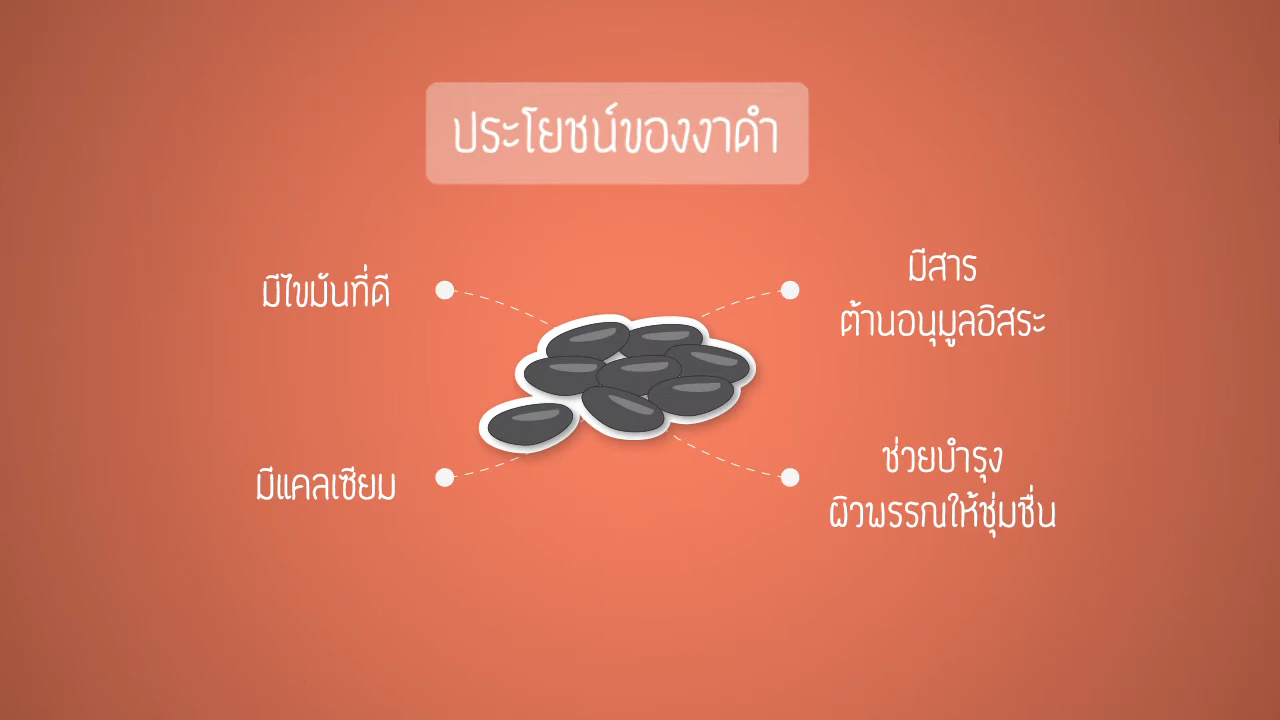 ประโยชน์ของงาดำ
มีไขมันที่ดี
มีสาร
ต้านอนุมูลอิสระ
มีแคลเซียม
ช่วยบำรุง
ผิวพรรณให้ชุ่มชื่น